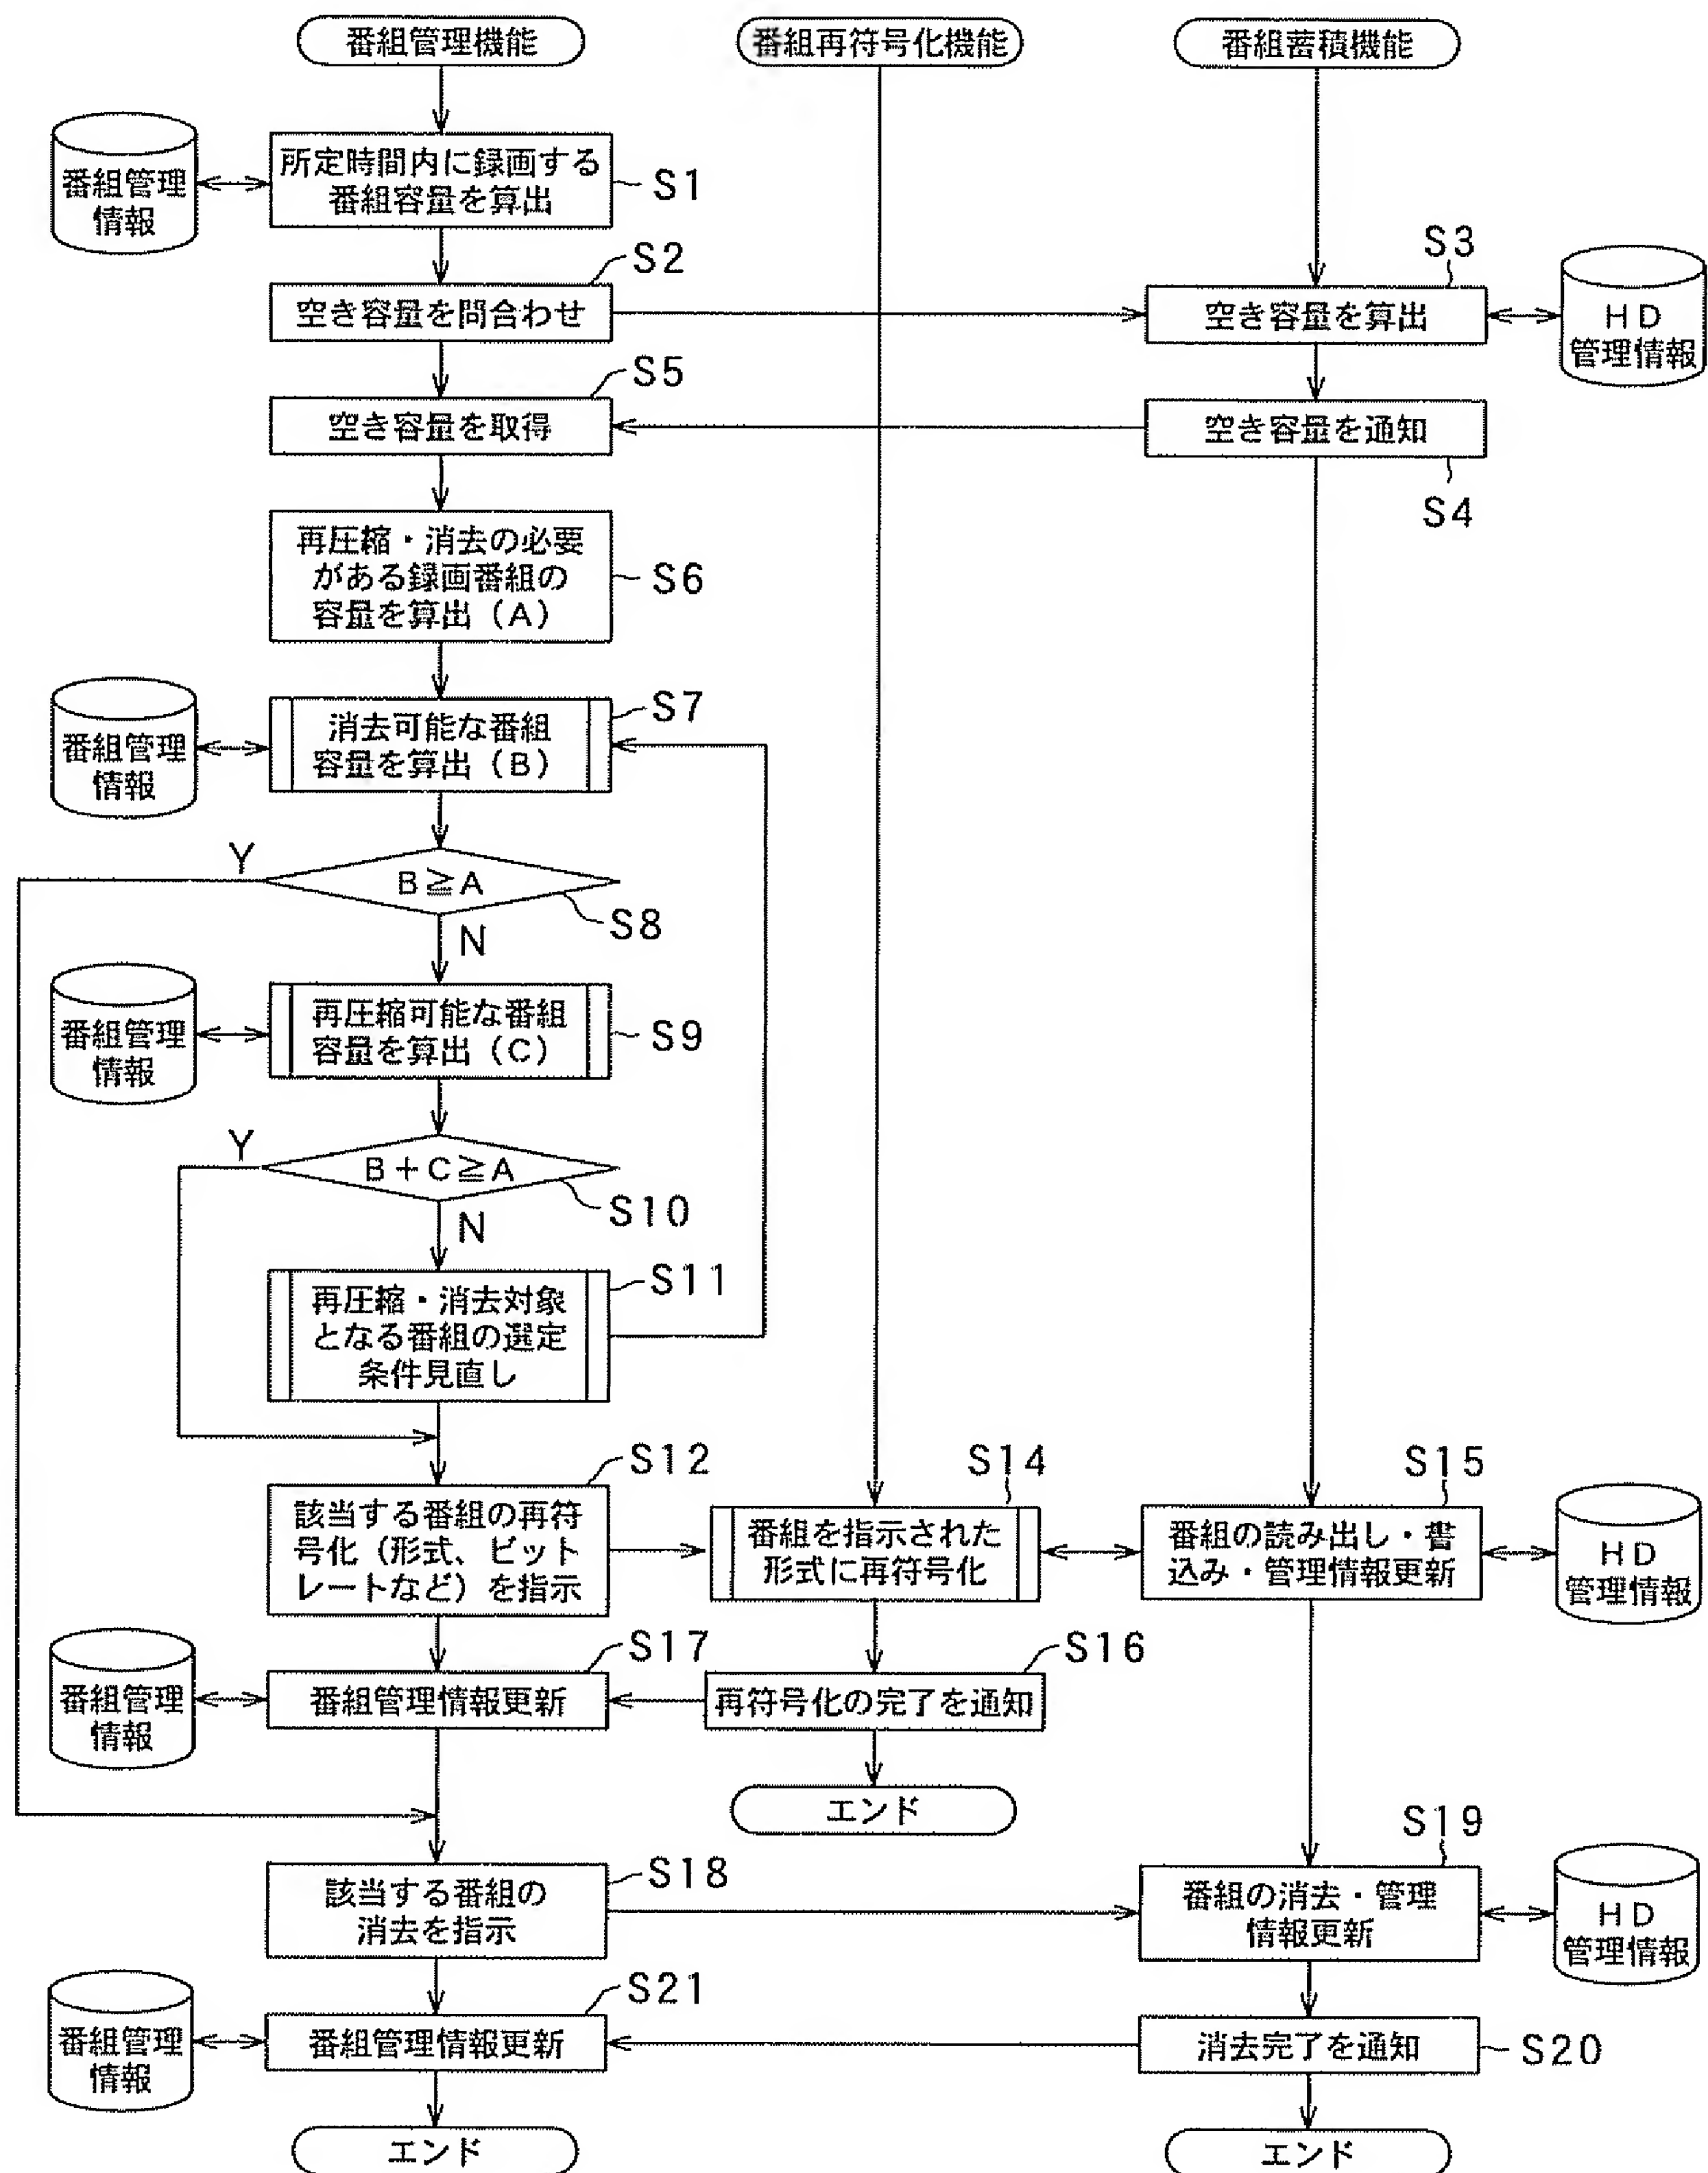 番組管理機能
番組再符号化機能
番組蓄積機能
番組管理
情報
所定時間内に録画する
番組容量を算出
S1
S2
空き容量を問合わせ
S3
空き容量を算出
HD
管理情報
S5
空き容量を取得
空き容量を通知
S4
再圧縮・消去の必要
がある録画番組の
容量を算出(A)
S6
番組管理
情報
消去可能な番組
容量を算出(B)
S7
Y
B≧A
S8
N
番組管理
情報
再圧縮可能な番組
容量を算出(C)
S9
Y
B+C≧A
S10
N
再圧縮・消去対象
となる番組の選定
条件見直し
S11
S12
該当する番組の再符
号化(形式、ビット
レートなど)を指示
S14
番組を指示された
形式に再符号化
S15
番組の読み出し・書
込み・管理情報更新
HD
管理情報
番組管理
情報
S17
番組管理情報更新
S16
再符号化の完了を通知
エンド
S18
該当する番組の
消去を指示
S19
番組の消去・管理
情報更新
HD
管理情報
番組管理
情報
S21
番組管理情報更新
消去完了を通知
S20
エンド
エンド